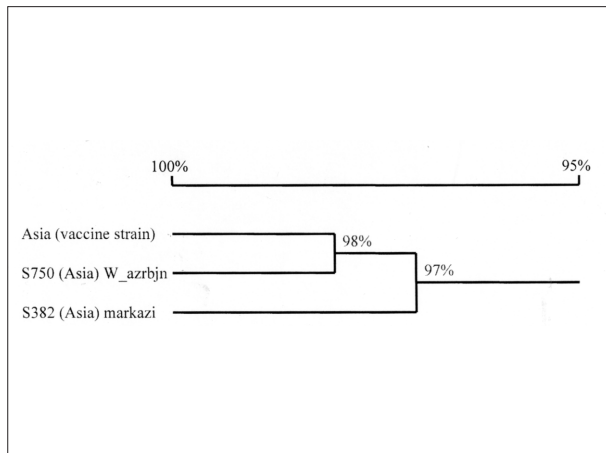 100% 95%
Asia (vaccine strain)
98%
S750 (Asia) W_azrbjn
97%
S382 (Asia) markazi